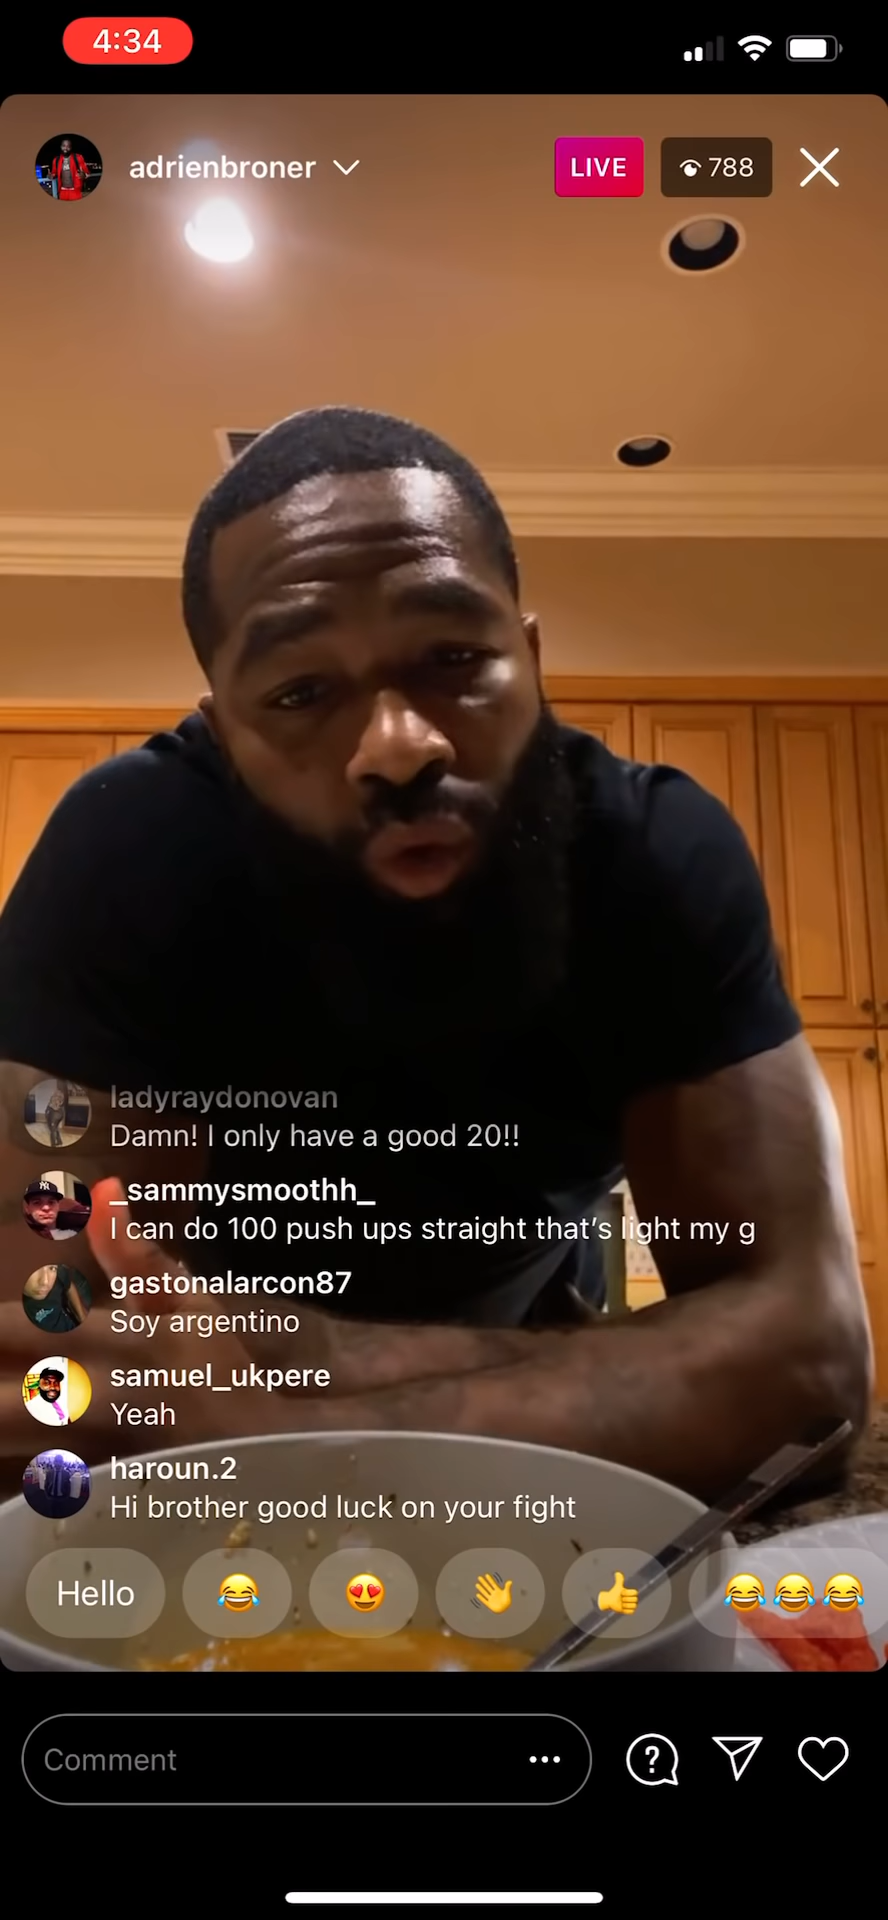 4:34
adrienbroner
LIVE
788
ladyraydonovan
Damn! I only have a good 20!!
_sammysmoothh_
I can do 100 push ups straight that’s light my g
gastonalarcon87
Soy argentino
samuel_ukpere
Yeah
haroun.2
Hi brother good luck on your fight
Hello 😂 😍 👋 👍 😂😂😂
Comment